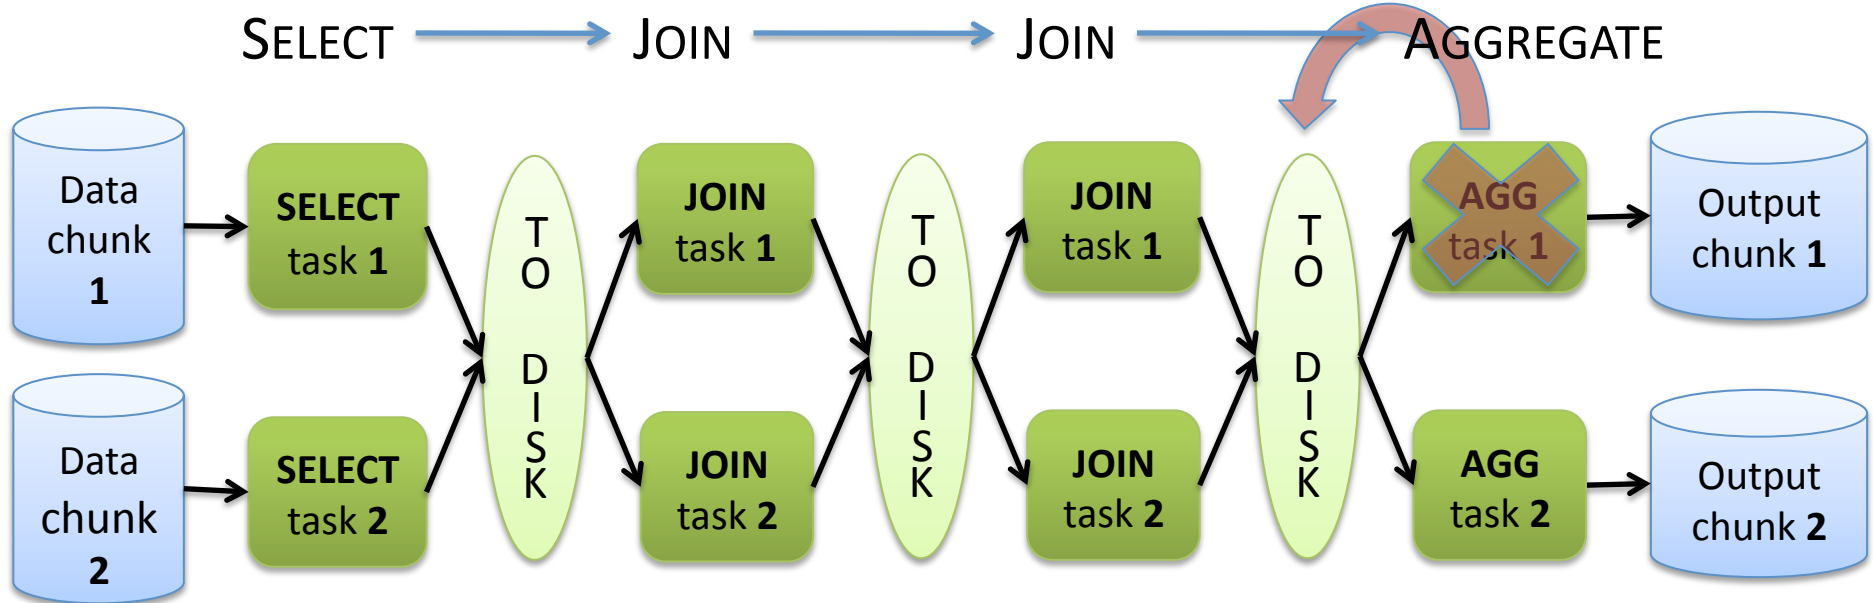 SELECT
JOIN
JOIN
AGGREGATE
Data
chunk
1
SELECT
task 1
TO DISK
JOIN
task 1
TO DISK
JOIN
task 1
TO DISK
AGG
task 1
Output
chunk 1
Data
chunk
2
SELECT
task 2
JOIN
task 2
JOIN
task 2
AGG
task 2
Output
chunk 2